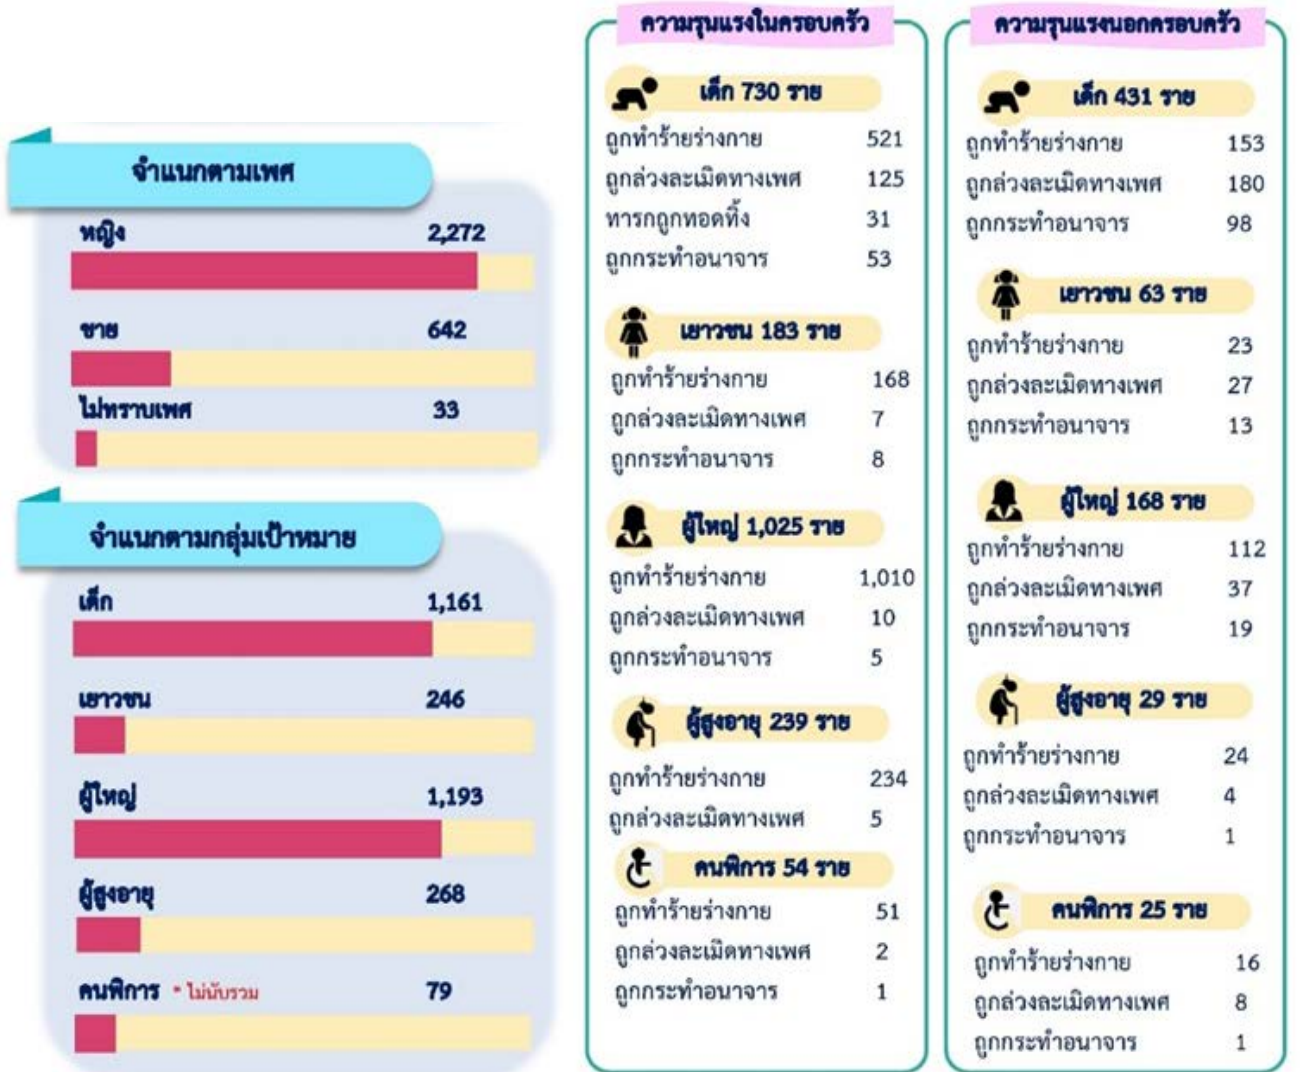 จำแนกตามเพศ
หญิง 2,272
ชาย 642
ไม่ทราบเพศ 33
จำแนกตามกลุ่มเป้าหมาย
เด็ก 1,161
เยาวชน 246
ผู้ใหญ่ 1,193
ผู้สูงอายุ 268
คนพิการ * ไม่นับรวม 79
ความรุนแรงในครอบครัว
เด็ก 730 ราย
ถูกทำร้ายร่างกาย 521
ถูกล่วงละเมิดทางเพศ 125
ทารกถูกทอดทิ้ง 31
ถูกกระทำอนาจาร 53
เยาวชน 183 ราย
ถูกทำร้ายร่างกาย 168
ถูกล่วงละเมิดทางเพศ 7
ถูกกระทำอนาจาร 8
ผู้ใหญ่ 1,025 ราย
ถูกทำร้ายร่างกาย 1,010
ถูกล่วงละเมิดทางเพศ 10
ถูกกระทำอนาจาร 5
ผู้สูงอายุ 239 ราย
ถูกทำร้ายร่างกาย 234
ถูกล่วงละเมิดทางเพศ 5
คนพิการ 54 ราย
ถูกทำร้ายร่างกาย 51
ถูกล่วงละเมิดทางเพศ 2
ถูกกระทำอนาจาร 1
ความรุนแรงนอกครอบครัว
เด็ก 431 ราย
ถูกทำร้ายร่างกาย 153
ถูกล่วงละเมิดทางเพศ 180
ถูกกระทำอนาจาร 98
เยาวชน 63 ราย
ถูกทำร้ายร่างกาย 23
ถูกล่วงละเมิดทางเพศ 27
ถูกกระทำอนาจาร 13
ผู้ใหญ่ 168 ราย
ถูกทำร้ายร่างกาย 112
ถูกล่วงละเมิดทางเพศ 37
ถูกกระทำอนาจาร 19
ผู้สูงอายุ 29 ราย
ถูกทำร้ายร่างกาย 24
ถูกล่วงละเมิดทางเพศ 4
ถูกกระทำอนาจาร 1
คนพิการ 25 ราย
ถูกทำร้ายร่างกาย 16
ถูกล่วงละเมิดทางเพศ 8
ถูกกระทำอนาจาร 1